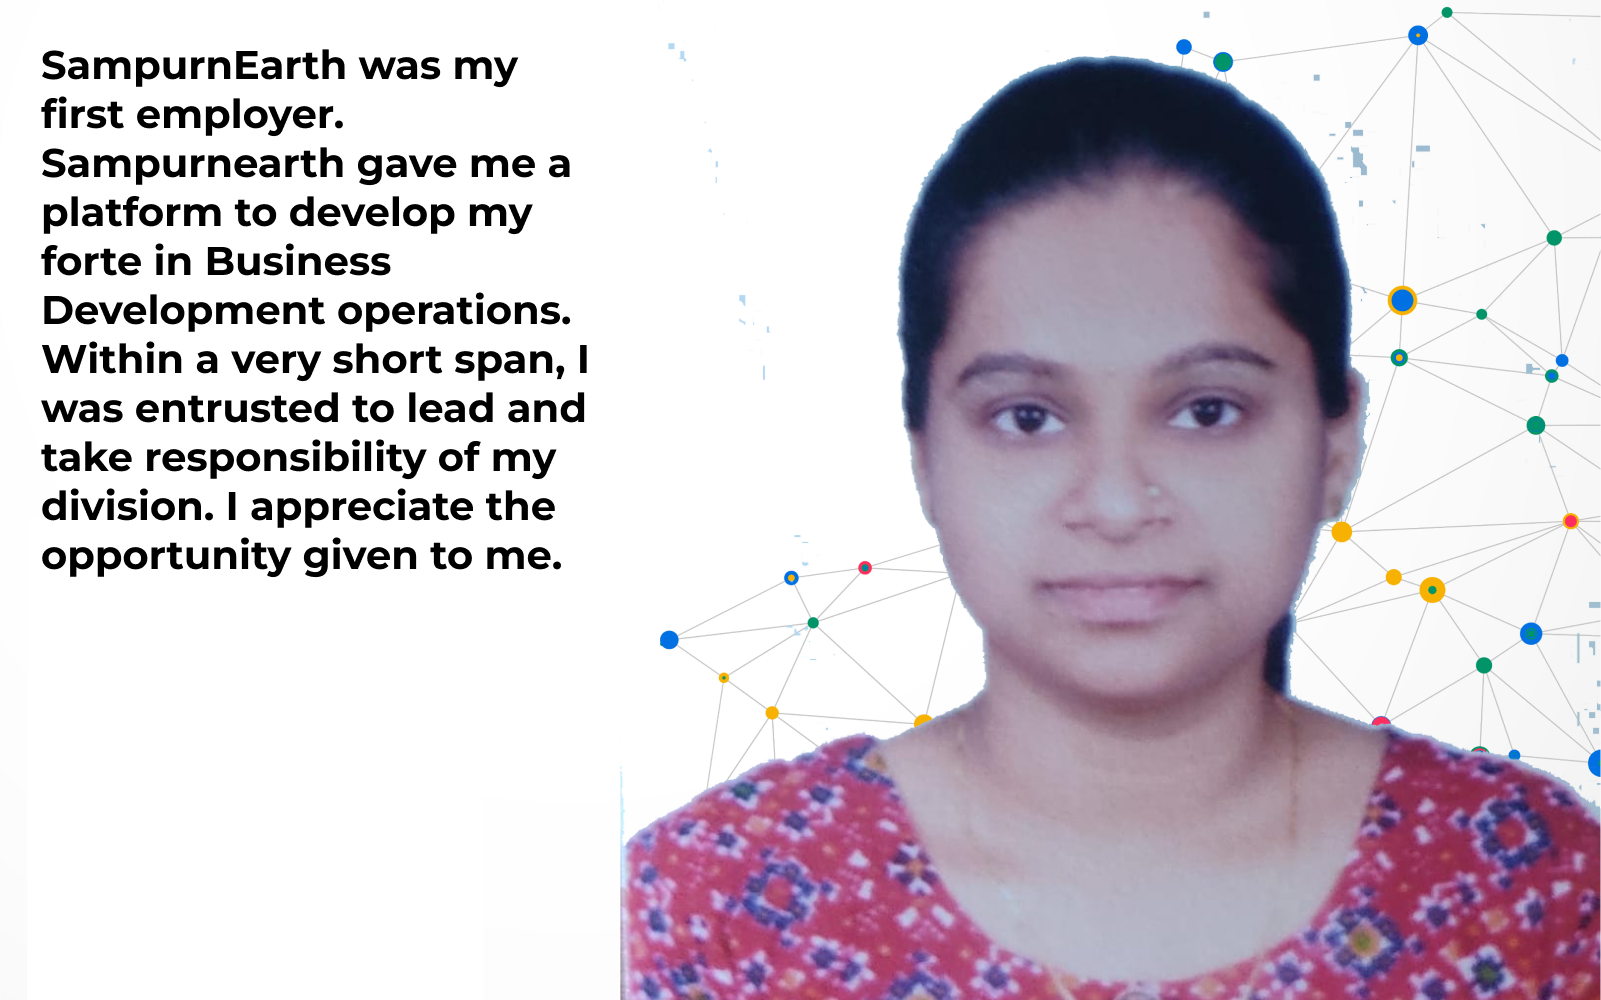 SampurnEarth was my
first employer.
Sampurnearth gave me a
platform to develop my
forte in Business
Development operations.
Within a very short span, I
was entrusted to lead and
take responsibility of my
division. I appreciate the
opportunity given to me.